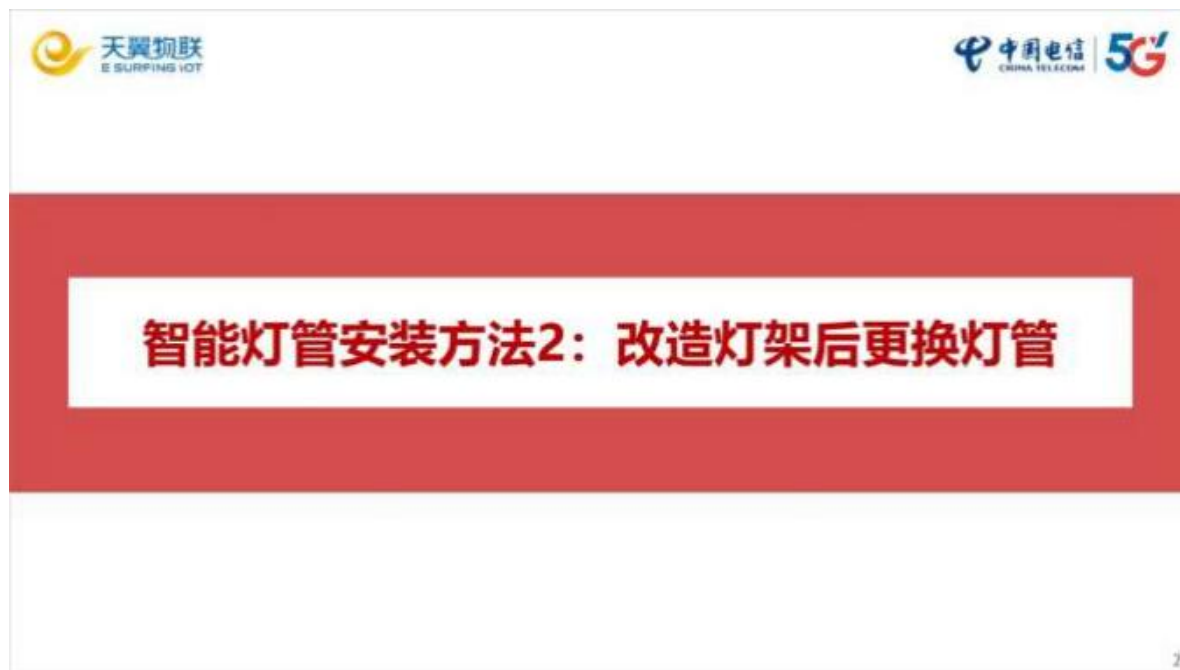 天翼物联
E SURFING IOT
中国电信
CHINA TELECOM
5G
智能灯管安装方法2：改造灯架后更换灯管